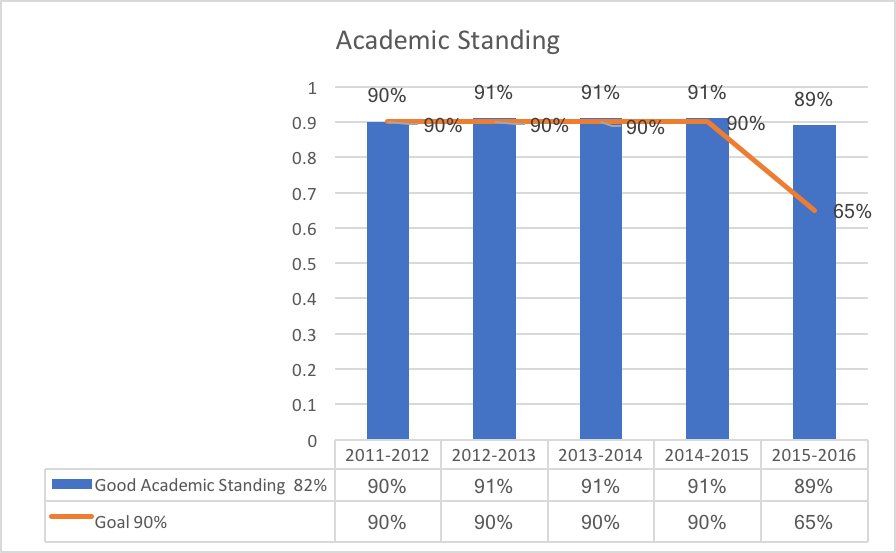 Academic Standing
1
0.9
0.8
0.7
0.6
0.5
0.4
0.3
0.2
0.1
0
90% 91% 91% 91% 89%
90% 90% 90% 90% 65%
2011-2012 2012-2013 2013-2014 2014-2015 2015-2016
Good Academic Standing 82% 90% 91% 91% 91% 89%
Goal 90% 90% 90% 90% 90% 65%